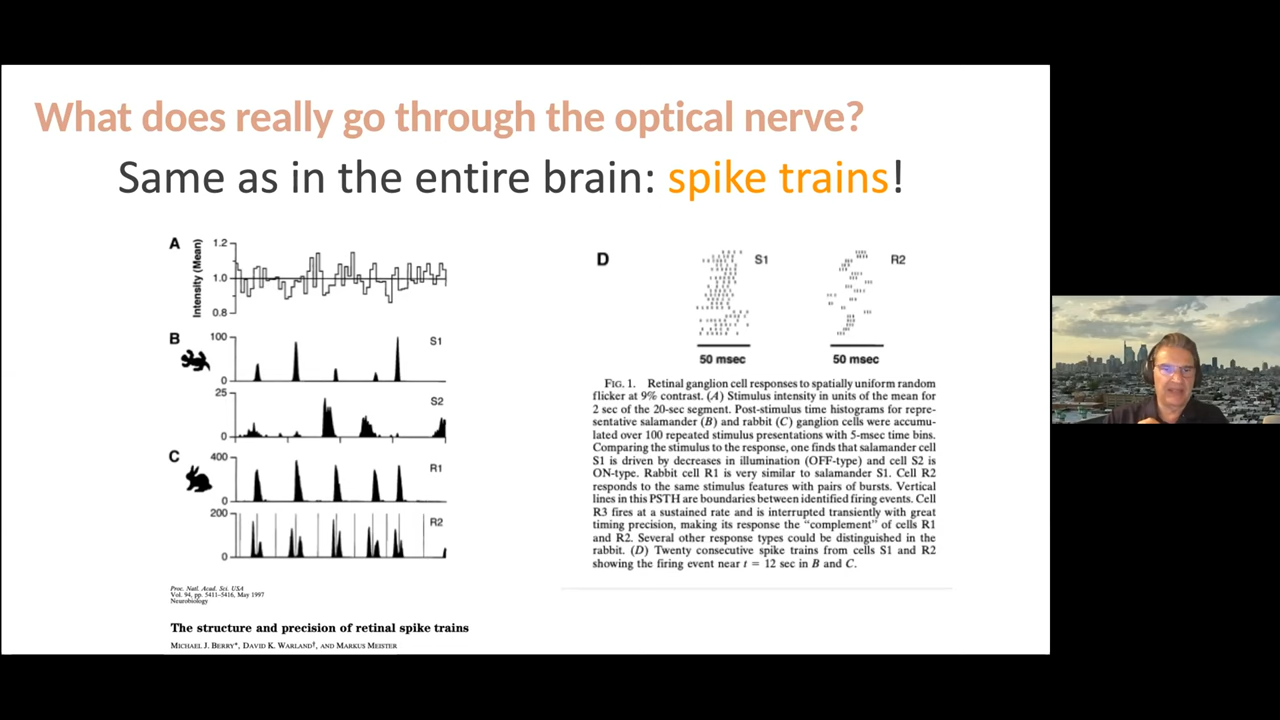 What does really go through the optical nerve?
Same as in the entire brain: spike trains!
A
Intensity (Mean)
1.2
1.0
0.8
B
100
0
S1
25
0
S2
C
400
0
R1
200
0
R2
D
S1
R2
50 msec
50 msec
FIG. 1. Retinal ganglion cell responses to spatially uniform random
flicker at 9% contrast. (A) Stimulus intensity in units of the mean for
2 sec of the 20-sec segment. Post-stimulus time histograms for repre-
sentative salamander (B) and rabbit (C) ganglion cells were accumu-
lated over 100 repeated stimulus presentations with 5-msec time bins.
Comparing the stimulus to the response, one finds that salamander cell
S1 is driven by decreases in illumination (OFF-type) and cell S2 is
ON-type. Rabbit cell R1 is very similar to salamander S1. Cell R2
responds to the same stimulus features with pairs of bursts. Vertical
lines in this PSTH are boundaries between identified firing events. Cell
R3 fires at a sustained rate and is interrupted transiently with great
timing precision, making its response the “complement” of cells R1
and R2. Several other response types could be distinguished in the
rabbit. (D) Twenty consecutive spike trains from cells S1 and R2
showing the firing event near t = 12 sec in B and C.
Proc. Natl. Acad. Sci. USA
Vol. 94, pp. 5411–5416, May 1997
Neurobiology
The structure and precision of retinal spike trains
MICHAEL J. BERRY*, DAVID K. WARLAND†, AND MARKUS MEISTER